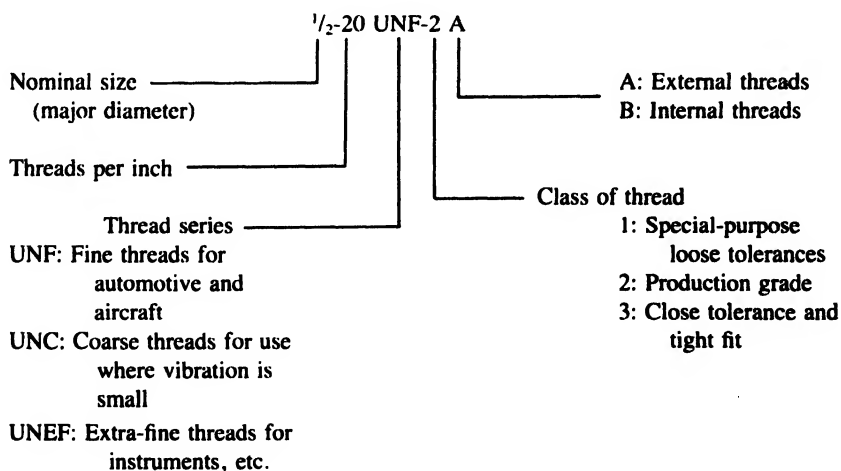 1/2-20 UNF-2 A
Nominal size
(major diameter)
Threads per inch
Thread series
UNF: Fine threads for
automotive and
aircraft
UNC: Coarse threads for use
where vibration is
small
UNEF: Extra-fine threads for
instruments, etc.
A: External threads
B: Internal threads
Class of thread
1: Special-purpose
loose tolerances
2: Production grade
3: Close tolerance and
tight fit